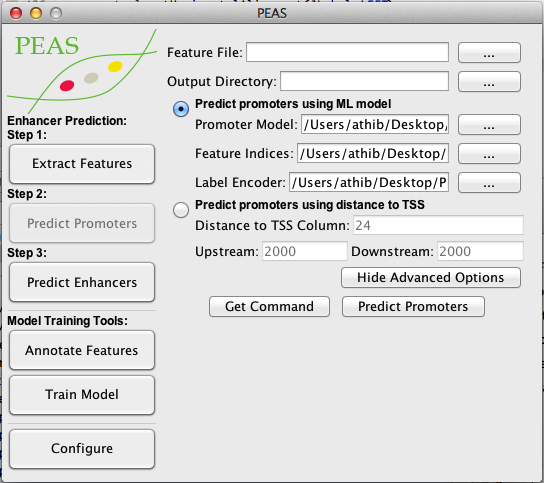 PEAS
PEAS
Enhancer Prediction:
Step 1:
Extract Features
Step 2:
Predict Promoters
Step 3:
Predict Enhancers
Model Training Tools:
Annotate Features
Train Model
Configure
Feature File: ...
Output Directory: ...
Predict promoters using ML model
Promoter Model: /Users/athib/Desktop/ ...
Feature Indices: /Users/athib/Desktop/ ...
Label Encoder: /Users/athib/Desktop/P ...
Predict promoters using distance to TSS
Distance to TSS Column: 24
Upstream: 2000 Downstream: 2000
Hide Advanced Options
Get Command Predict Promoters